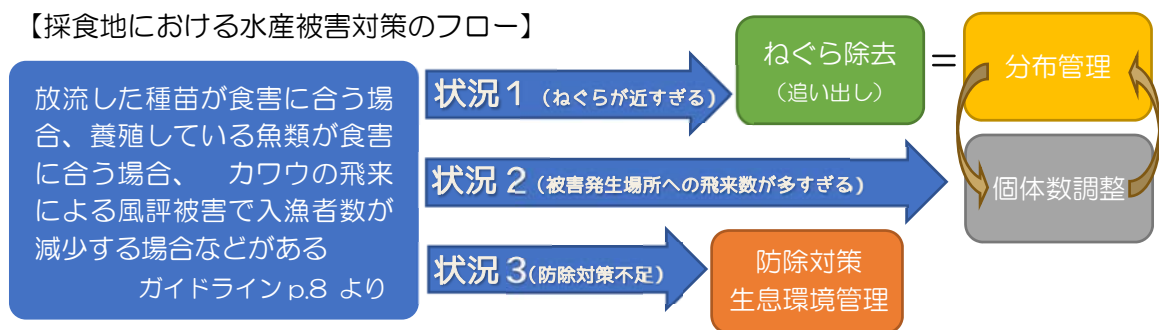 【採食地における水産被害対策のフロー】
放流した種苗が食害に合う場
合、養殖している魚類が食害
に合う場合、 カワウの飛来
による風評被害で入漁者数が
減少する場合などがある
ガイドライン p.8 より
状況1（ねぐらが近すぎる）
ねぐら除去
（追い出し）
＝
分布管理
状況2（被害発生場所への飛来数が多すぎる）
個体数調整
状況3(防除対策不足)
防除対策
生息環境管理